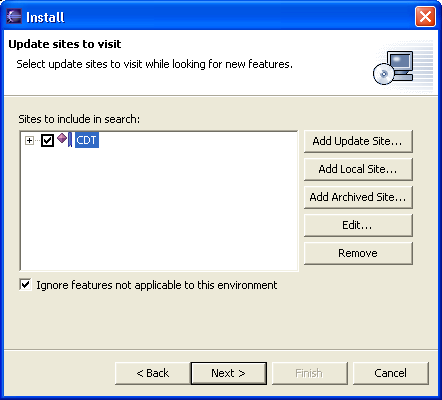 Install
Update sites to visit
Select update sites to visit while looking for new features.
Sites to include in search:
CDT
Add Update Site...
Add Local Site...
Add Archived Site...
Edit...
Remove
Ignore features not applicable to this environment
< Back
Next >
Finish
Cancel